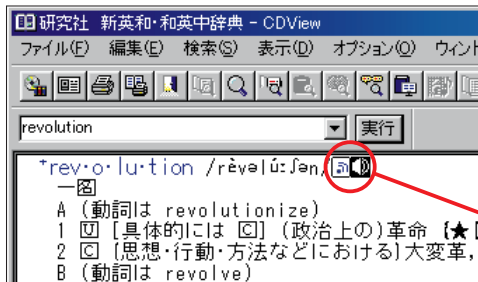 研究社 新英和・和英中辞典 - CDView
ファイル(F) 編集(E) 検索(S) 表示(D) オプション(O) ウィント
revolution 実行
*rev・o・lu・tion /rèvəlúːʃən/
━名
A (動詞は revolutionize)
1 U [具体的には C] (政治上の)革命 {★
2 C (思想・行動・方法などにおける)大変革,
B (動詞は revolve)